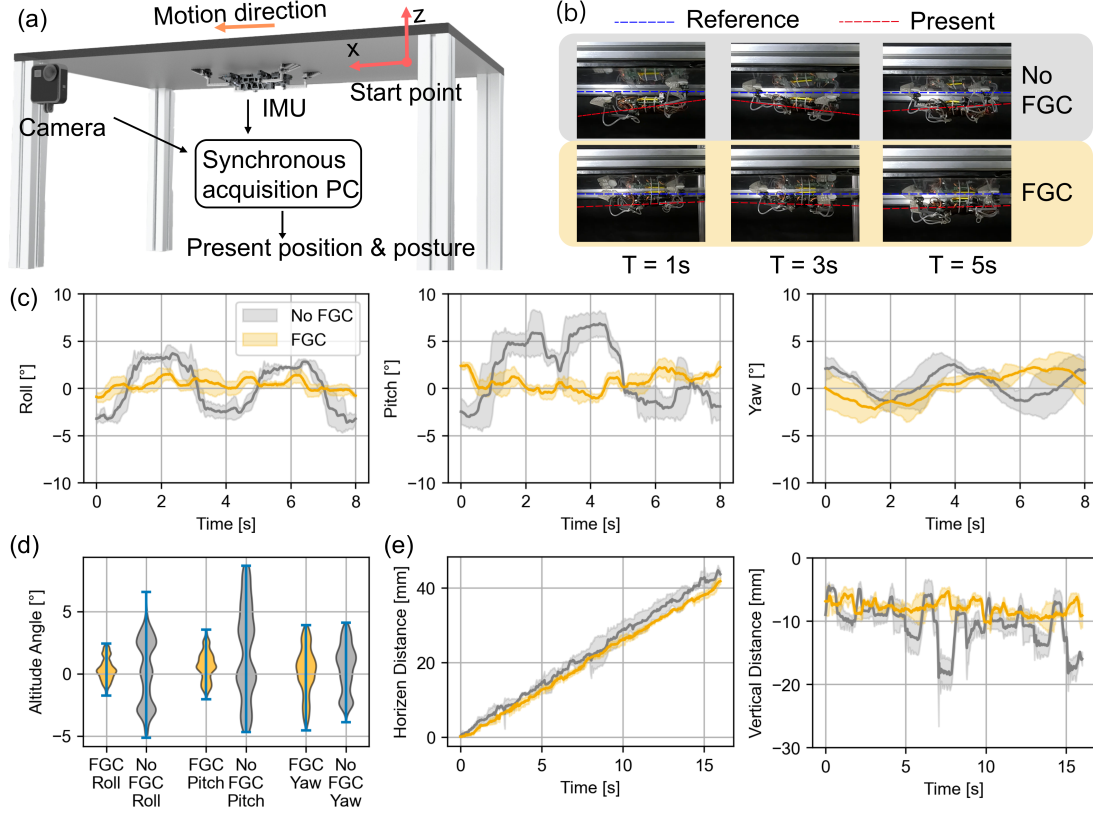 (a)
Motion direction
z
x
Start point
IMU
Camera
Synchronous
acquisition PC
Present position & posture
(b)
Reference
Present
No
FGC
FGC
T = 1s
T = 3s
T = 5s
(c)
10
5
0
−5
−10
Roll [°]
No FGC
FGC
0 2 4 6 8
Time [s]
10
5
0
−5
−10
Pitch [°]
0 2 4 6 8
Time [s]
10
5
0
−5
−10
Yaw [°]
0 2 4 6 8
Time [s]
(d)
5
0
−5
Altitude Angle [°]
FGC
Roll
No
FGC
Roll
FGC
Pitch
No
FGC
Pitch
FGC
Yaw
No
FGC
Yaw
(e)
40
20
0
Horizen Distance [mm]
0 5 10 15
Time [s]
0
−10
−20
−30
Vertical Distance [mm]
0 5 10 15
Time [s]